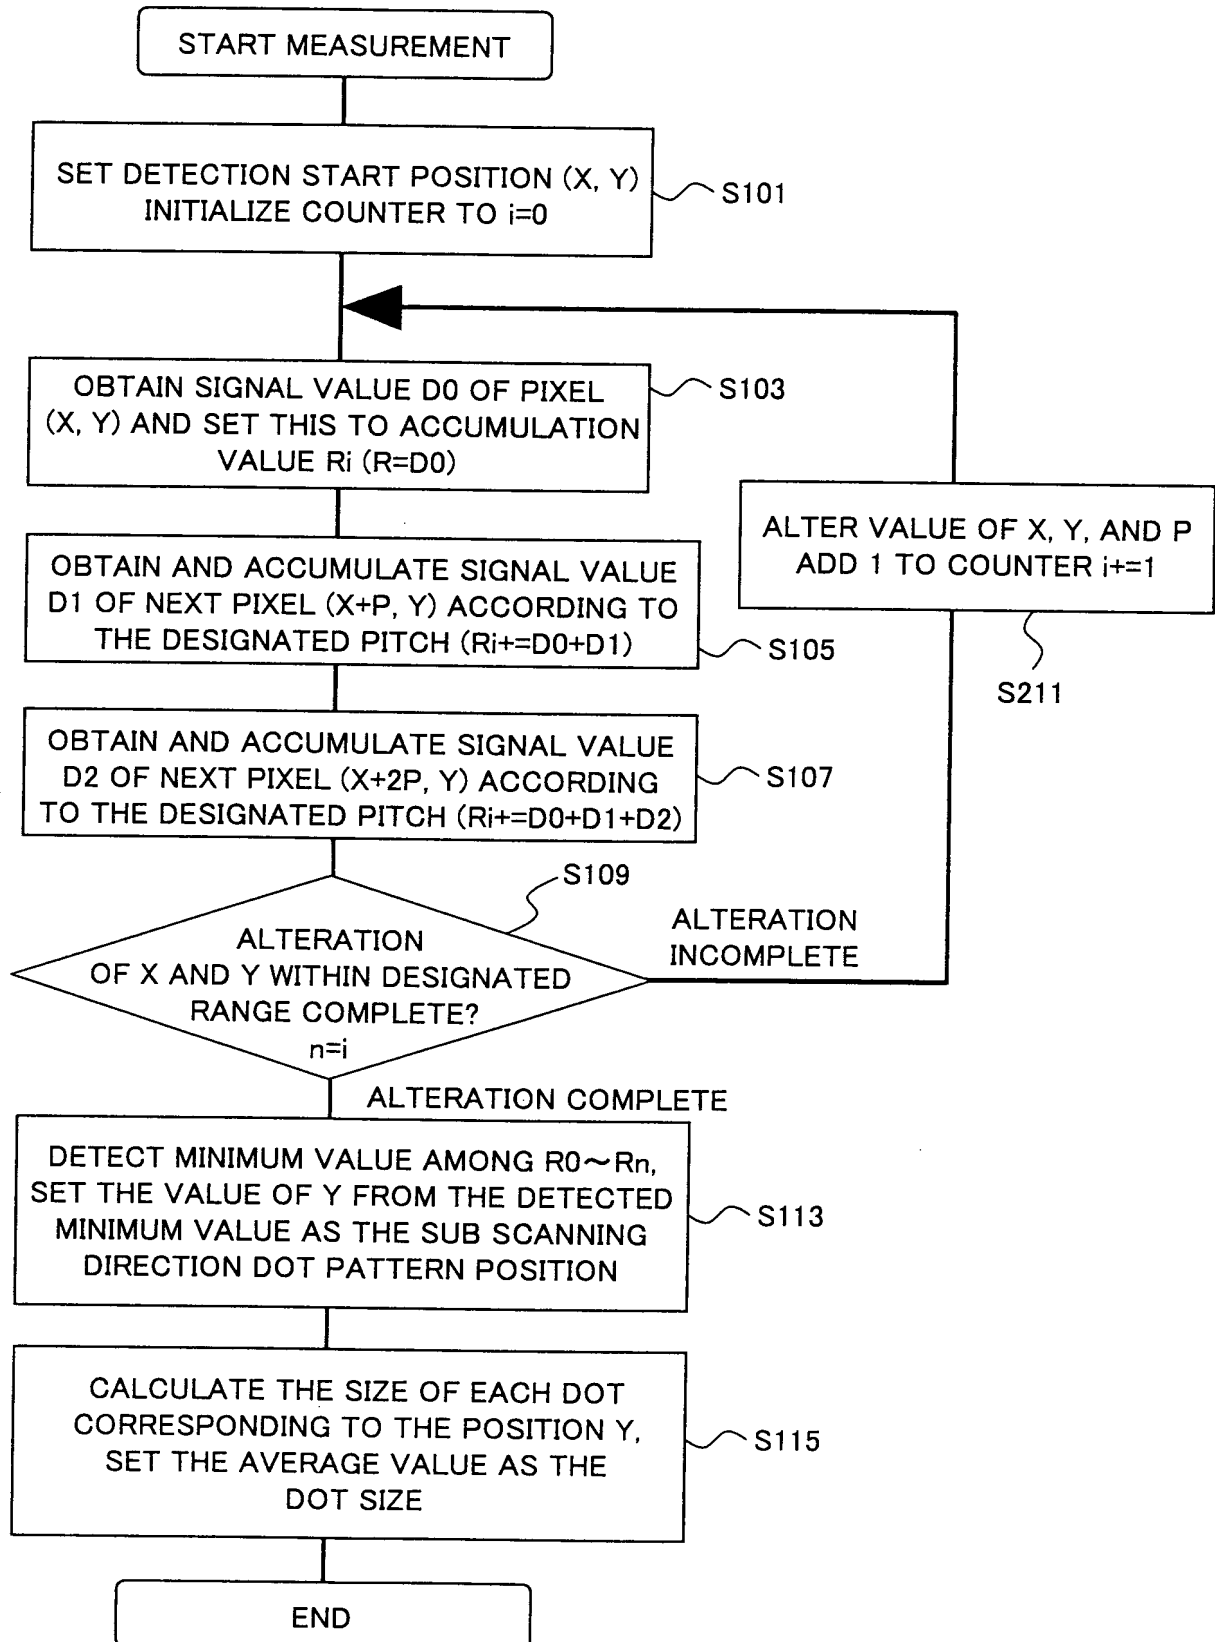 START MEASUREMENT
SET DETECTION START POSITION (X, Y)
INITIALIZE COUNTER TO i=0
S101
OBTAIN SIGNAL VALUE D0 OF PIXEL
(X, Y) AND SET THIS TO ACCUMULATION
VALUE Ri (R=D0)
S103
ALTER VALUE OF X, Y, AND P
ADD 1 TO COUNTER i+=1
S211
OBTAIN AND ACCUMULATE SIGNAL VALUE
D1 OF NEXT PIXEL (X+P, Y) ACCORDING TO
THE DESIGNATED PITCH (Ri+=D0+D1)
S105
OBTAIN AND ACCUMULATE SIGNAL VALUE
D2 OF NEXT PIXEL (X+2P, Y) ACCORDING
TO THE DESIGNATED PITCH (Ri+=D0+D1+D2)
S107
S109
ALTERATION
OF X AND Y WITHIN DESIGNATED
RANGE COMPLETE?
n=i
ALTERATION
INCOMPLETE
ALTERATION COMPLETE
DETECT MINIMUM VALUE AMONG R0～Rn,
SET THE VALUE OF Y FROM THE DETECTED
MINIMUM VALUE AS THE SUB SCANNING
DIRECTION DOT PATTERN POSITION
S113
CALCULATE THE SIZE OF EACH DOT
CORRESPONDING TO THE POSITION Y,
SET THE AVERAGE VALUE AS THE
DOT SIZE
S115
END